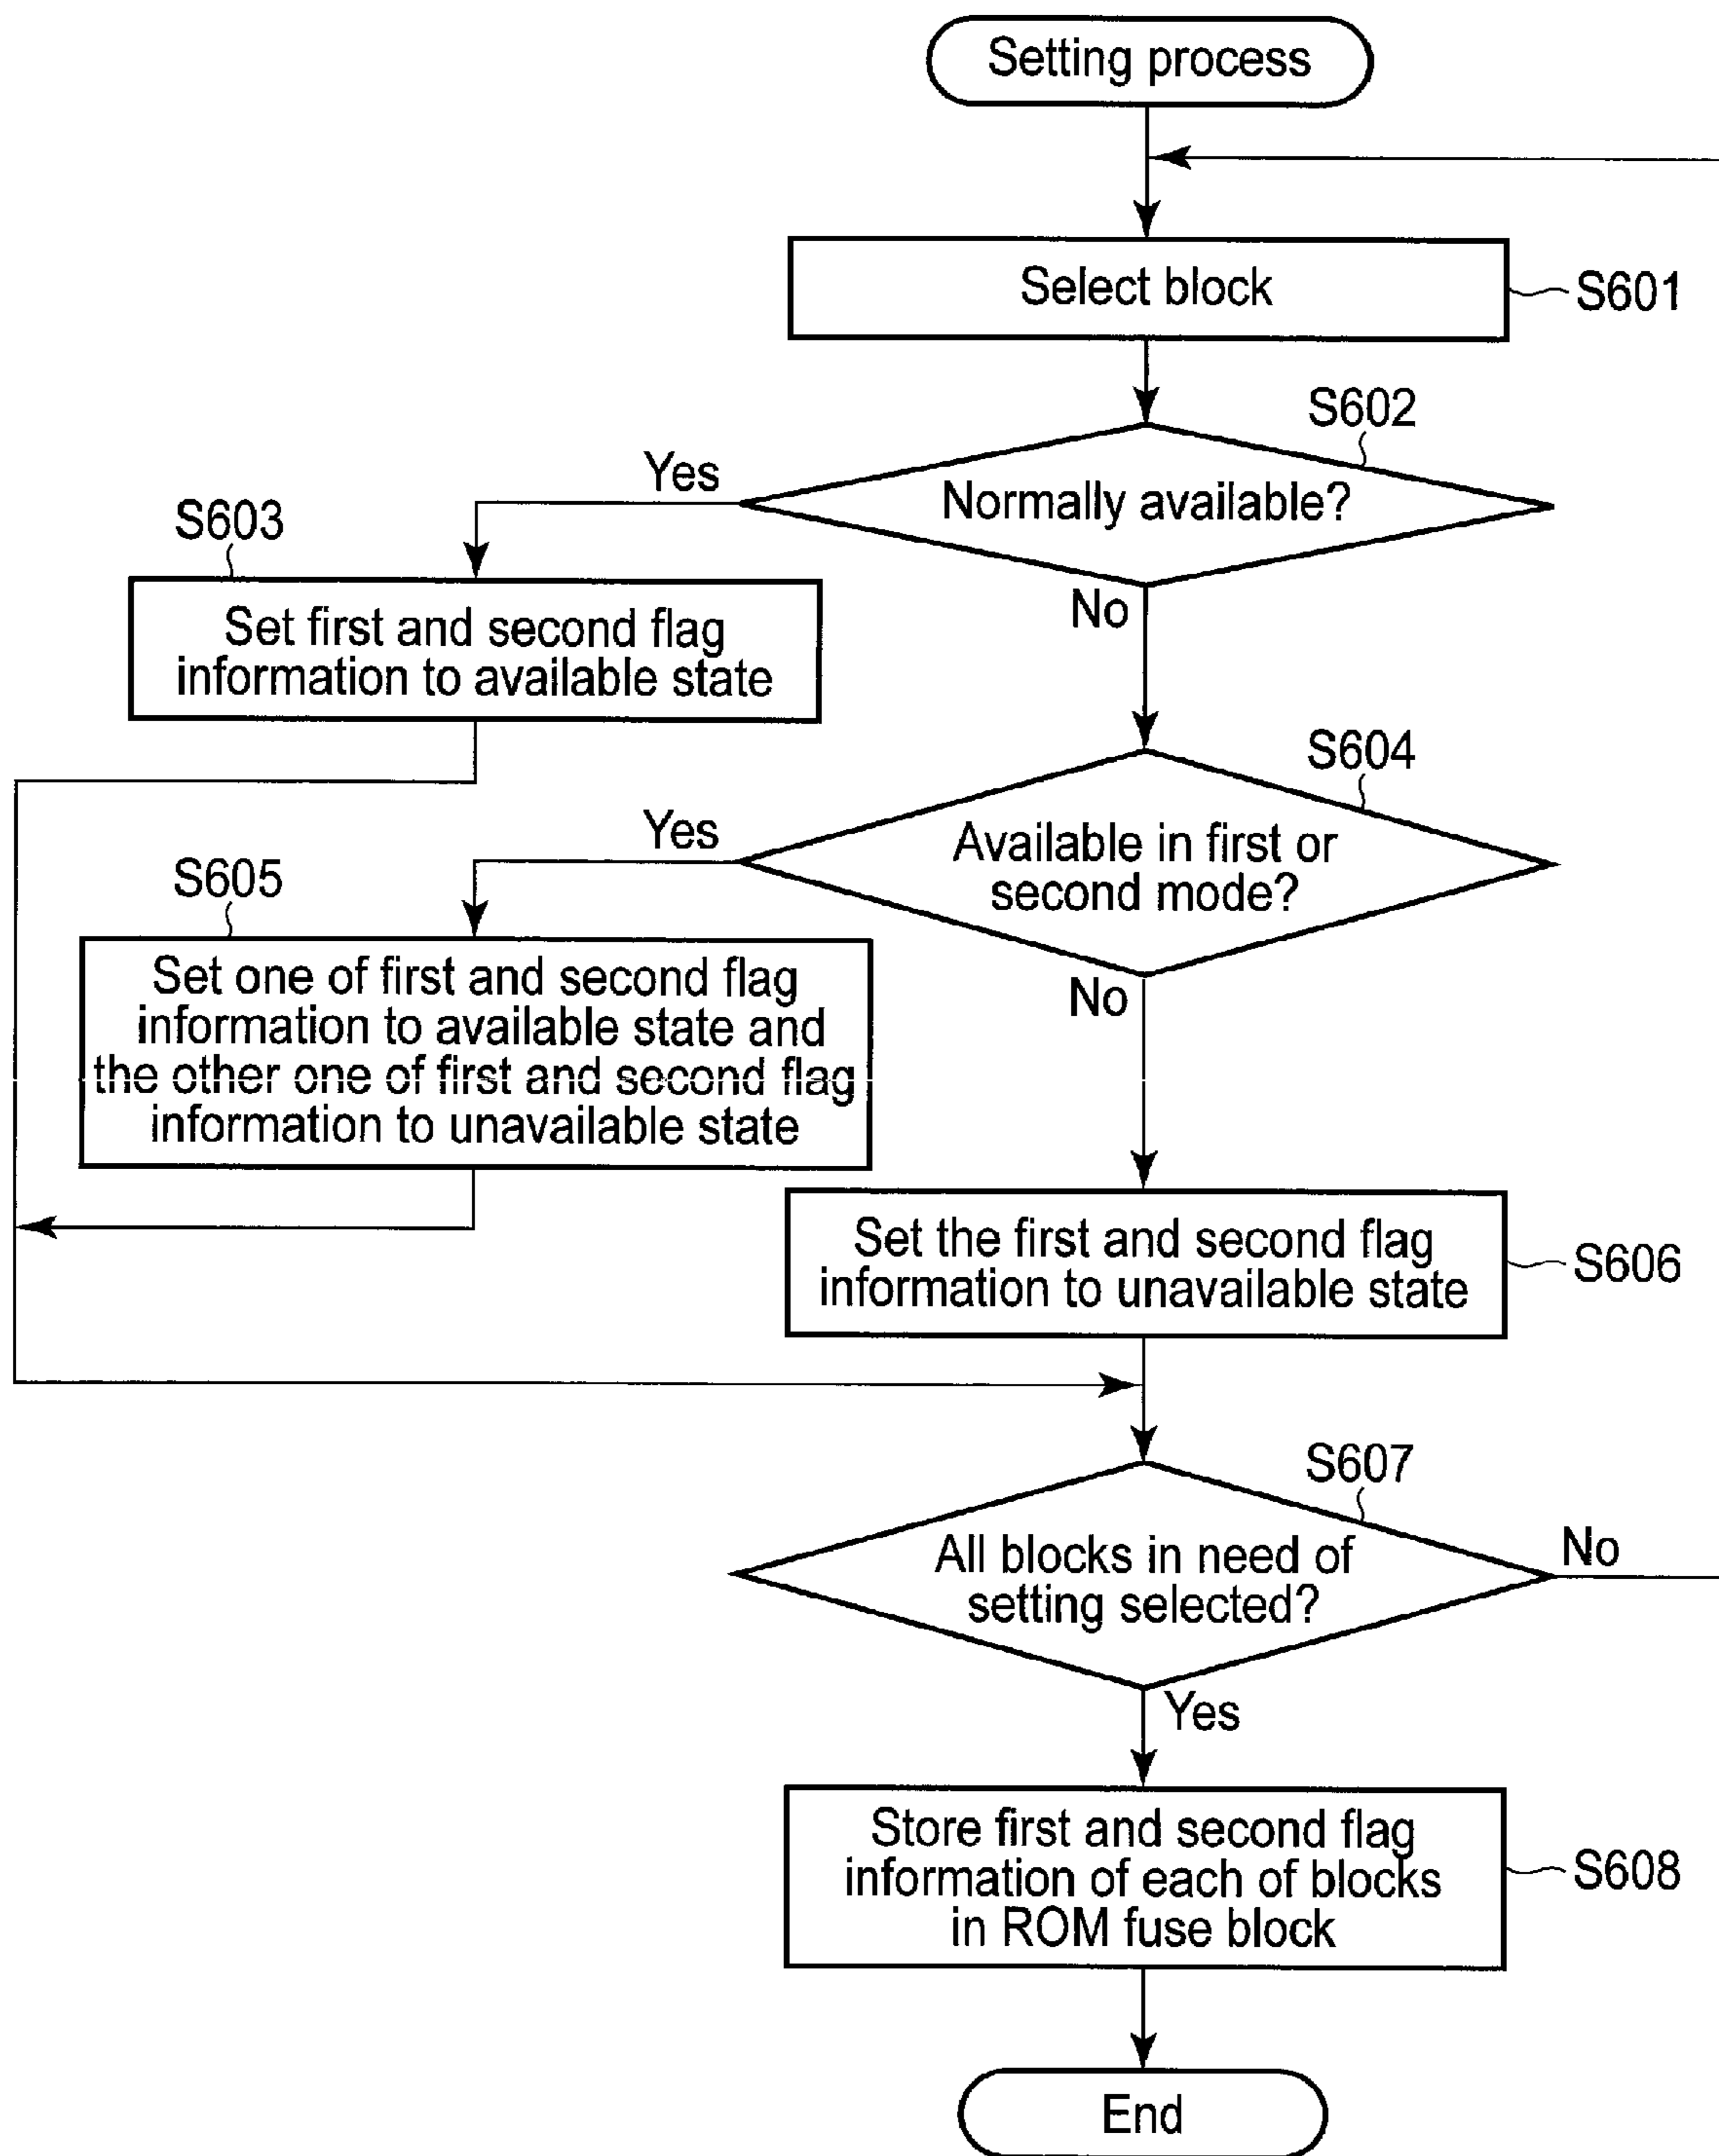 Setting process
Select block
S601
S602
Yes
Normally available?
S603
No
Set first and second flag
information to available state
S604
Yes
Available in first or
second mode?
S605
No
Set one of first and second flag
information to available state and
the other one of first and second flag
information to unavailable state
Set the first and second flag
information to unavailable state
S606
S607
All blocks in need of
setting selected?
No
Yes
Store first and second flag
information of each of blocks
in ROM fuse block
S608
End